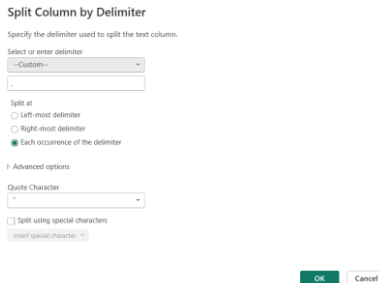 Split Column by Delimiter
Specify the delimiter used to split the text column.
Select or enter delimiter
--Custom--
.
Split at
Left-most delimiter
Right-most delimiter
Each occurrence of the delimiter
Advanced options
Quote Character
"
Split using special characters
Insert special character
OK Cancel